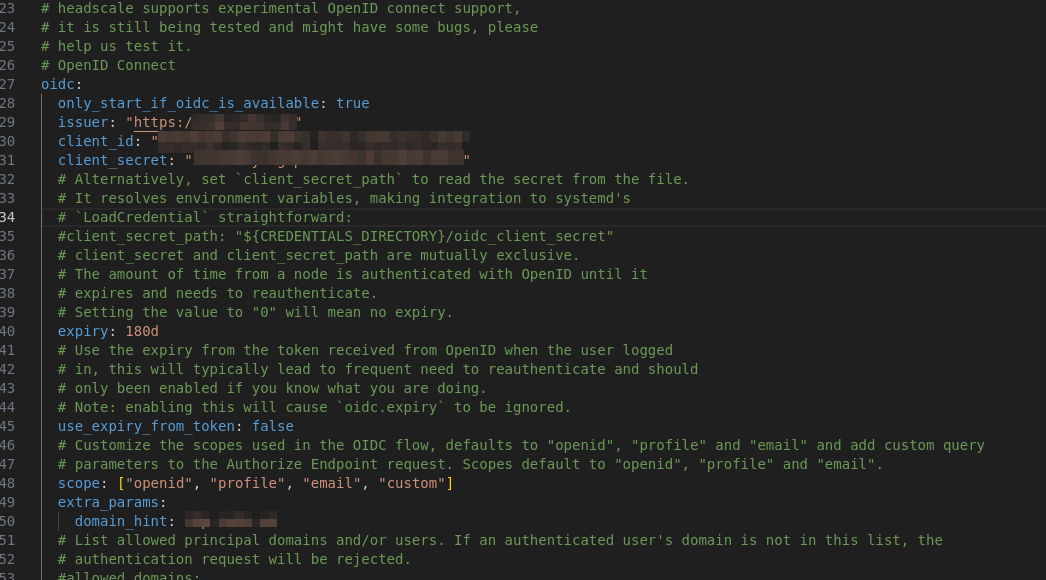 23 # headscale supports experimental OpenID connect support,
24 # it is still being tested and might have some bugs, please
25 # help us test it.
26 # OpenID Connect
27 oidc:
28 only_start_if_oidc_is_available: true
29 issuer: "https:/ "
30 client_id: "
31 client_secret: " "
32 # Alternatively, set `client_secret_path` to read the secret from the file.
33 # It resolves environment variables, making integration to systemd's
34 # `LoadCredential` straightforward:
35 #client_secret_path: "${CREDENTIALS_DIRECTORY}/oidc_client_secret"
36 # client_secret and client_secret_path are mutually exclusive.
37 # The amount of time from a node is authenticated with OpenID until it
38 # expires and needs to reauthenticate.
39 # Setting the value to "0" will mean no expiry.
40 expiry: 180d
41 # Use the expiry from the token received from OpenID when the user logged
42 # in, this will typically lead to frequent need to reauthenticate and should
43 # only been enabled if you know what you are doing.
44 # Note: enabling this will cause `oidc.expiry` to be ignored.
45 use_expiry_from_token: false
46 # Customize the scopes used in the OIDC flow, defaults to "openid", "profile" and "email" and add custom query
47 # parameters to the Authorize Endpoint request. Scopes default to "openid", "profile" and "email".
48 scope: ["openid", "profile", "email", "custom"]
49 extra_params:
50 domain_hint:
51 # List allowed principal domains and/or users. If an authenticated user's domain is not in this list, the
52 # authentication request will be rejected.
53 #allowed_domains: